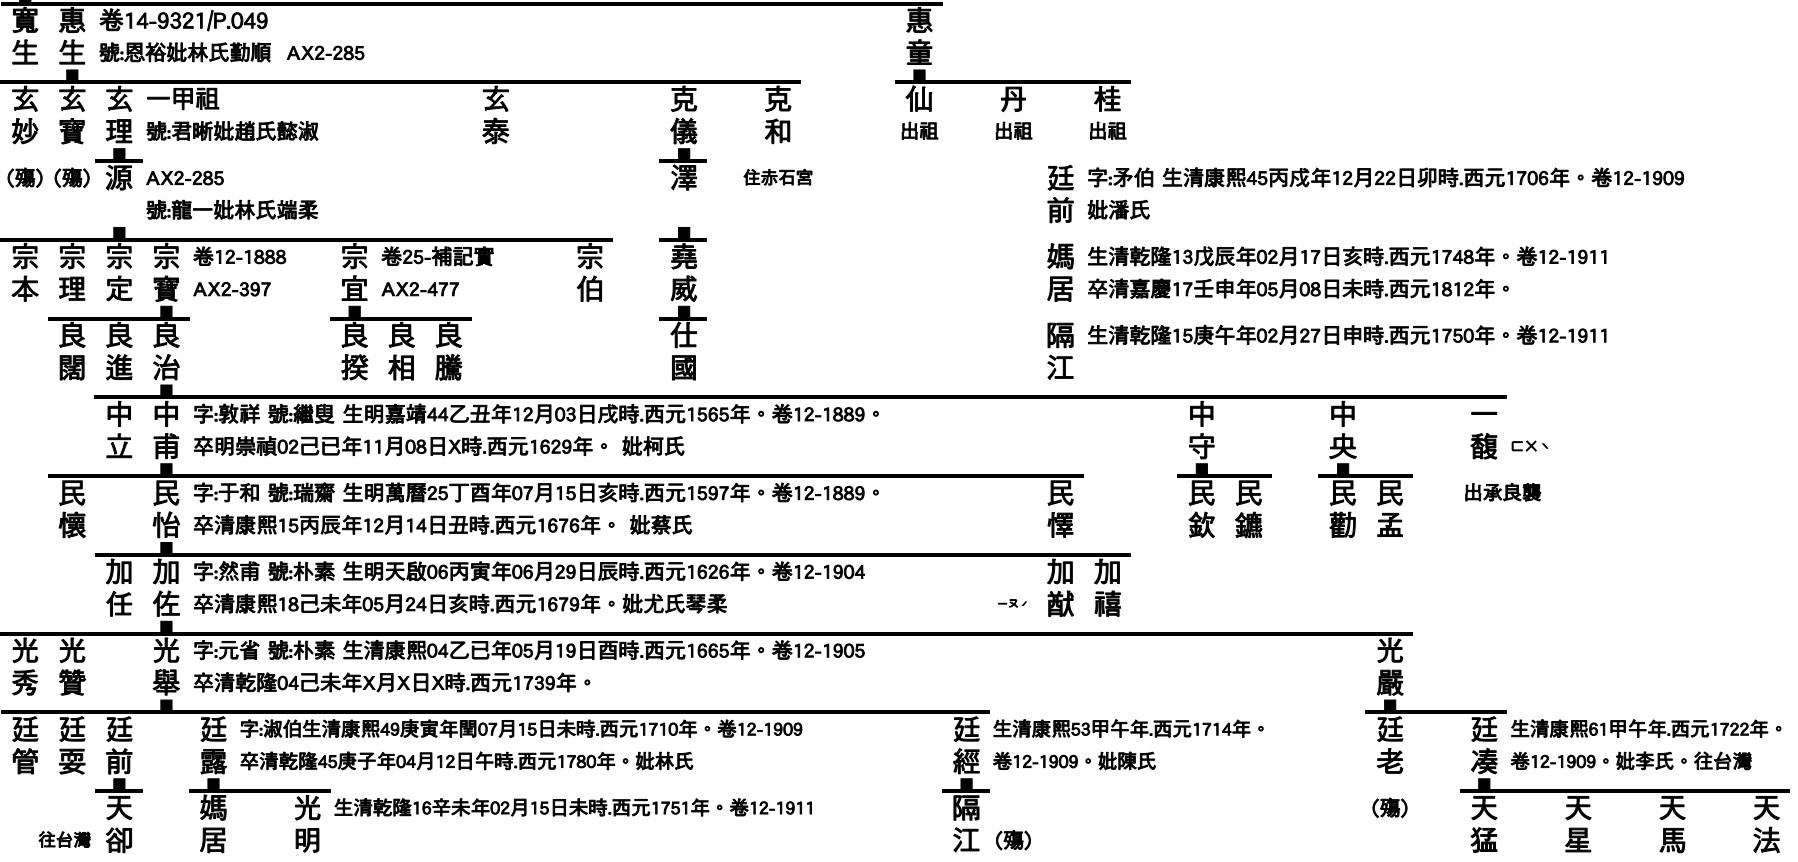 寬生 惠生 卷14-9321/P.049 惠童
號:恩裕妣林氏勤順 AX2-285
玄妙 玄寶 玄理 一甲祖 玄泰 克儀 克和 仙 丹 桂
號:君晰妣趙氏懿淑 出祖 出祖 出祖
(殤) (殤) 源 AX2-285 澤 住赤石宮 廷前 字:矛伯 生清康熙45丙戍年12月22日卯時.西元1706年。卷12-1909
號:龍一妣林氏端柔 妣潘氏
宗本 宗理 宗定 宗寶 卷12-1888 宗宜 卷25-補記實 宗伯 堯威 媽居 生清乾隆13戊辰年02月17日亥時.西元1748年。卷12-1911
AX2-397 AX2-477 卒清嘉慶17壬申年05月08日未時.西元1812年。
良闊 良進 良治 良揆 良相 良騰 仕國 隔江 生清乾隆15庚午年02月27日申時.西元1750年。卷12-1911
中立 中甫 字:敦祥 號:繼叟 生明嘉靖44乙丑年12月03日戌時.西元1565年。卷12-1889。 中守 中央 一馥 ㄈㄨˋ
卒明崇禎02己巳年11月08日X時.西元1629年。 妣柯氏
民懷 民怡 字:于和 號:瑞齋 生明萬曆25丁酉年07月15日亥時.西元1597年。卷12-1889。 民懌 民欽 民鑣 民勸 民孟 出承良襲
卒清康熙15丙辰年12月14日丑時.西元1676年。 妣蔡氏
加任 加佐 字:然甫 號:朴素 生明天啟06丙寅年06月29日辰時.西元1626年。卷12-1904 加猷 加禧
卒清康熙18己未年05月24日亥時.西元1679年。妣尤氏琴柔 ㄧㄡˊ
光秀 光贊 光舉 字:元省 號:朴素 生清康熙04乙已年05月19日酉時.西元1665年。卷12-1905 光嚴
卒清乾隆04己未年X月X日X時.西元1739年。
廷管 廷耍 廷前 廷露 字:淑伯生清康熙49庚寅年閏07月15日未時.西元1710年。卷12-1909 廷經 生清康熙53甲午年.西元1714年。 廷老 廷凑 生清康熙61甲午年.西元1722年。
卒清乾隆45庚子年04月12日午時.西元1780年。妣林氏 卷12-1909。妣陳氏 卷12-1909。妣李氏。往台灣
天卻 媽居 光明 生清乾隆16辛未年02月15日未時.西元1751年。卷12-1911 隔江 (殤) 天猛 天星 天馬 天法
往台灣 (殤)